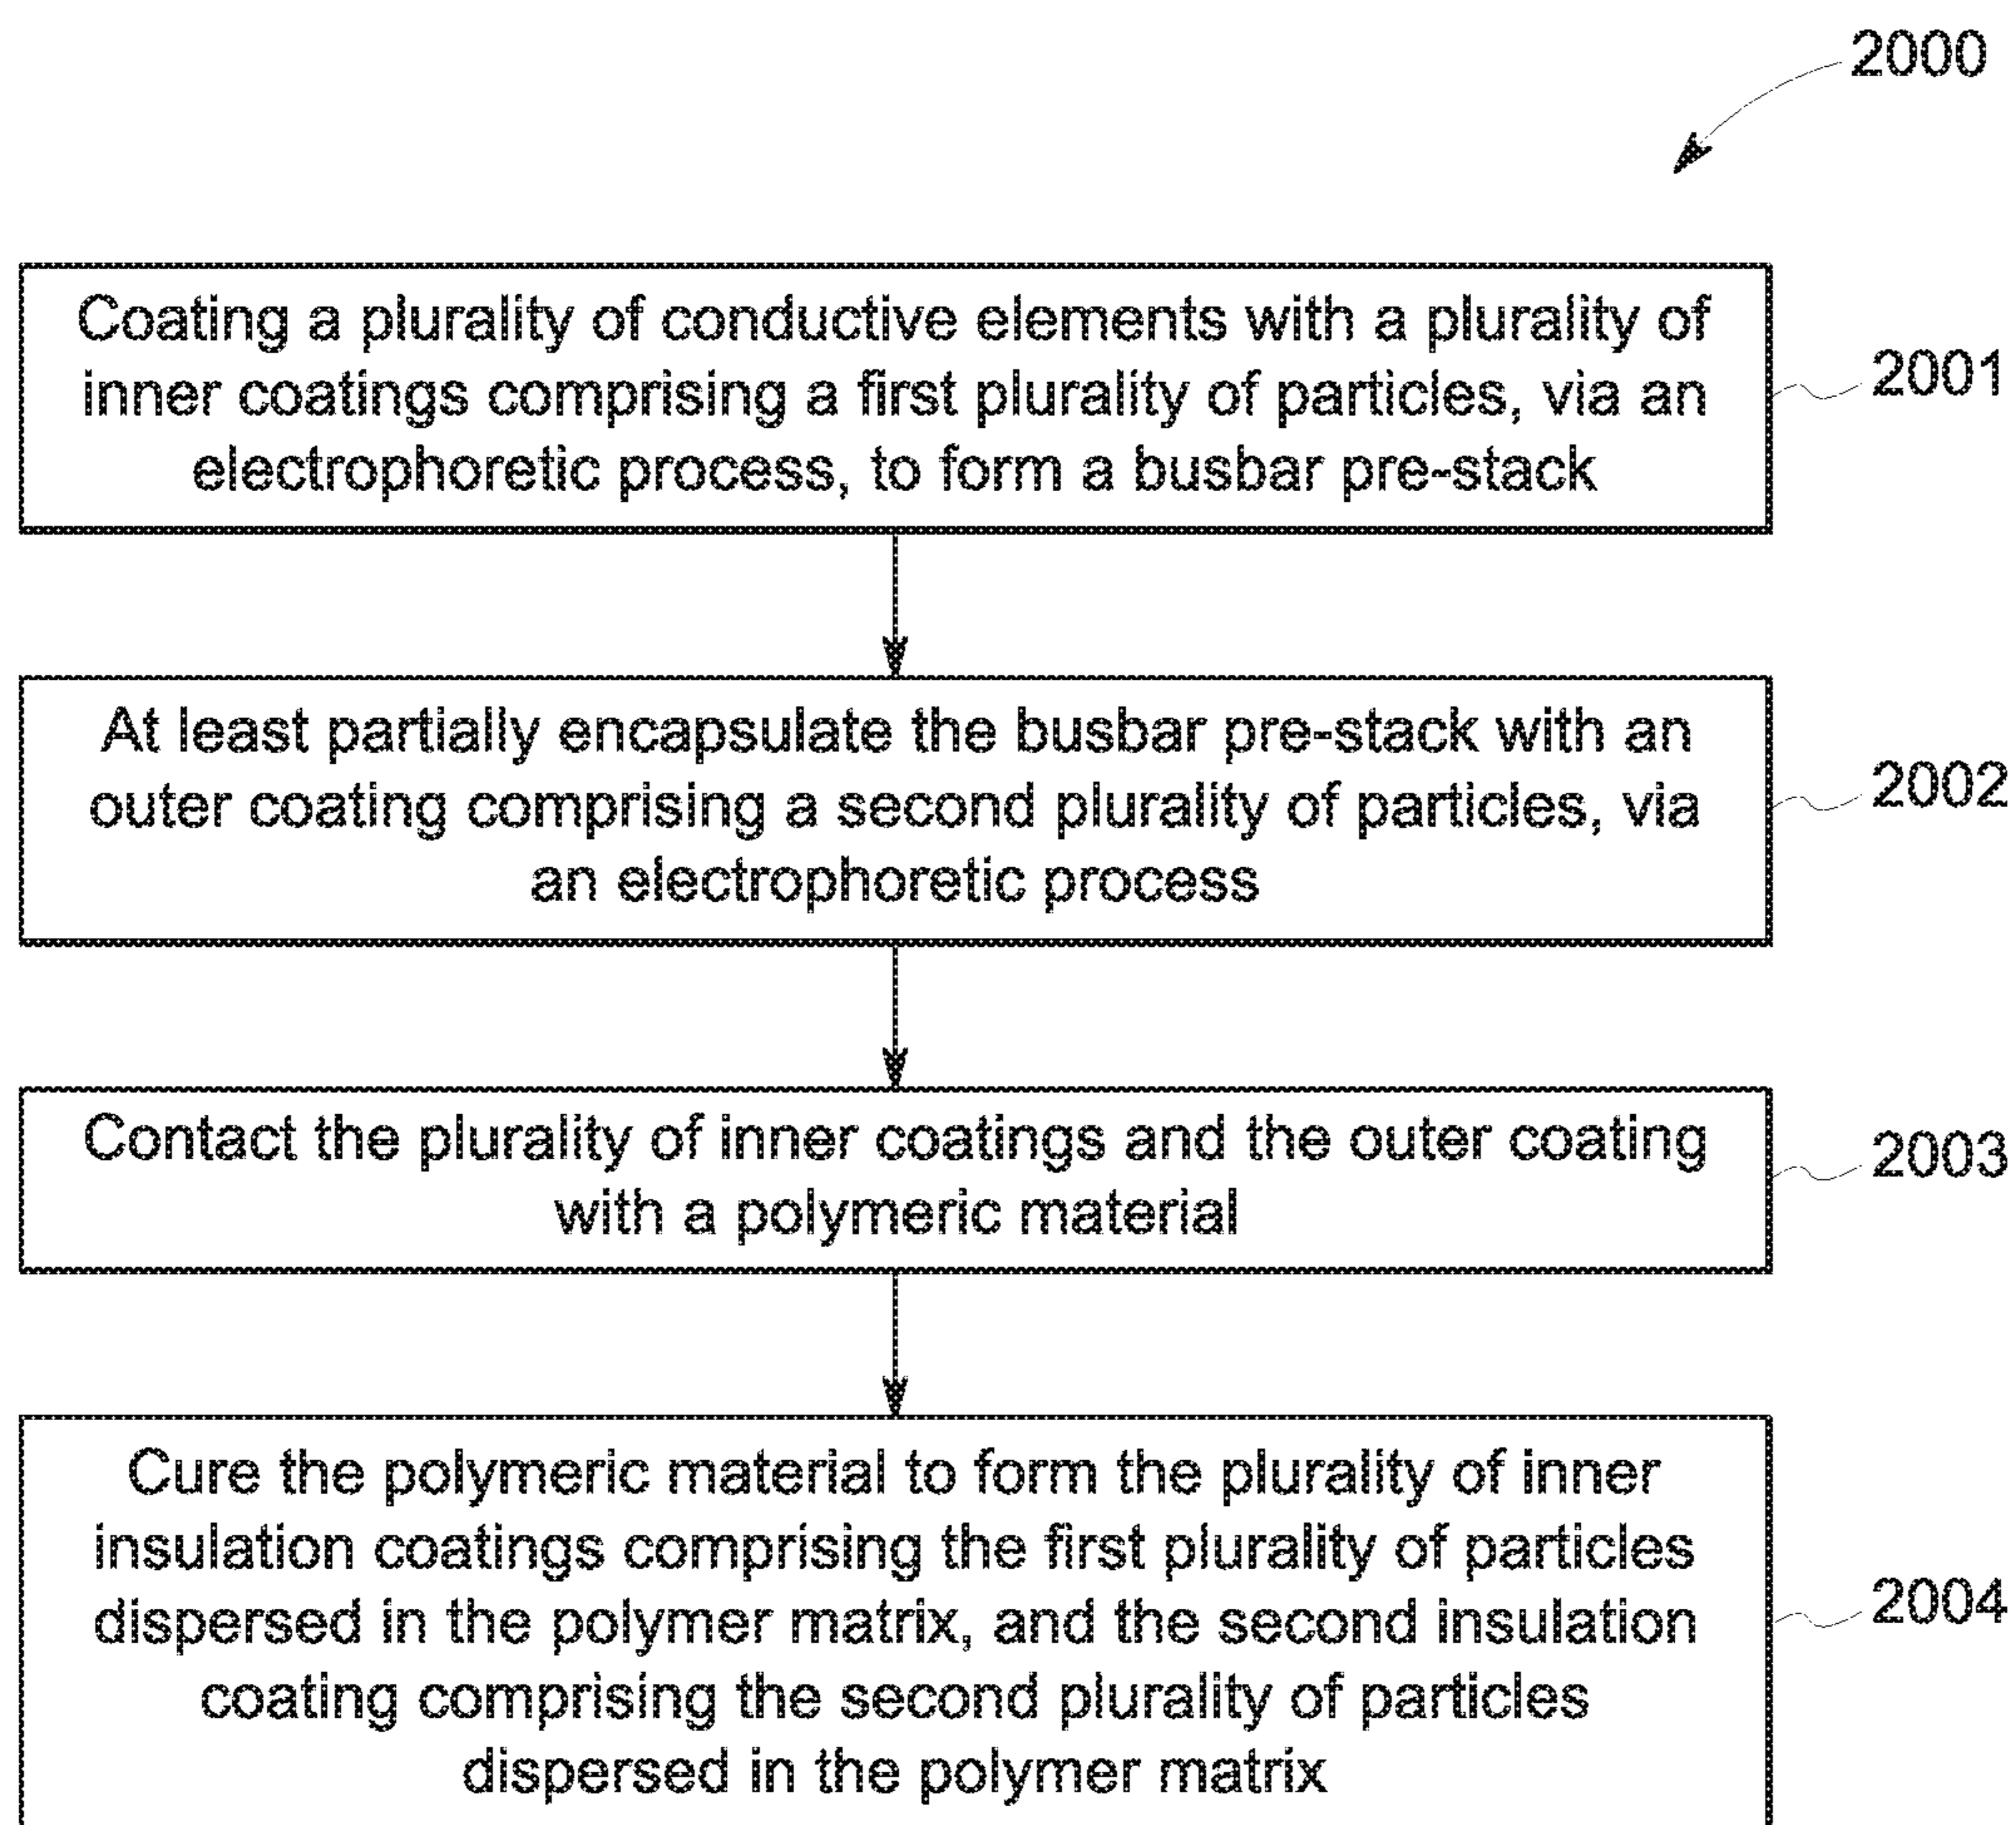 2000
Coating a plurality of conductive elements with a plurality of
inner coatings comprising a first plurality of particles, via an
electrophoretic process, to form a busbar pre-stack
2001
At least partially encapsulate the busbar pre-stack with an
outer coating comprising a second plurality of particles, via
an electrophoretic process
2002
Contact the plurality of inner coatings and the outer coating
with a polymeric material
2003
Cure the polymeric material to form the plurality of inner
insulation coatings comprising the first plurality of particles
dispersed in the polymer matrix, and the second insulation
coating comprising the second plurality of particles
dispersed in the polymer matrix
2004